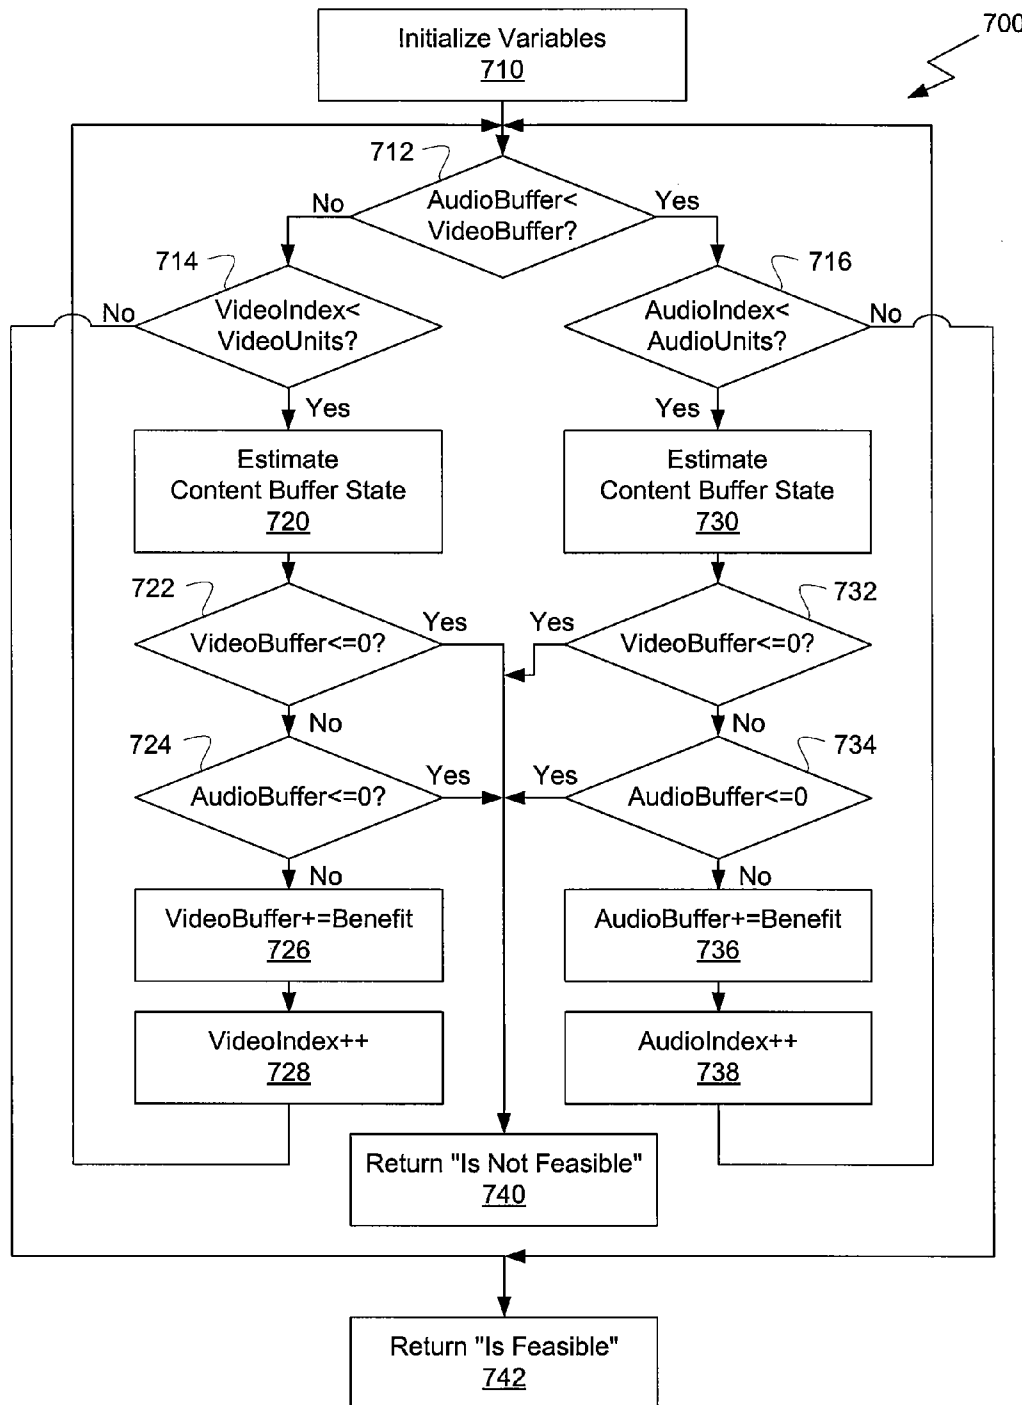 700
Initialize Variables
710
712
AudioBuffer<
VideoBuffer?
No
Yes
714
VideoIndex<
VideoUnits?
No
Yes
716
AudioIndex<
AudioUnits?
No
Yes
Estimate
Content Buffer State
720
Estimate
Content Buffer State
730
722
VideoBuffer<=0?
Yes
No
732
VideoBuffer<=0?
Yes
No
724
AudioBuffer<=0?
Yes
No
734
AudioBuffer<=0
Yes
No
VideoBuffer+=Benefit
726
AudioBuffer+=Benefit
736
VideoIndex++
728
AudioIndex++
738
Return "Is Not Feasible"
740
Return "Is Feasible"
742